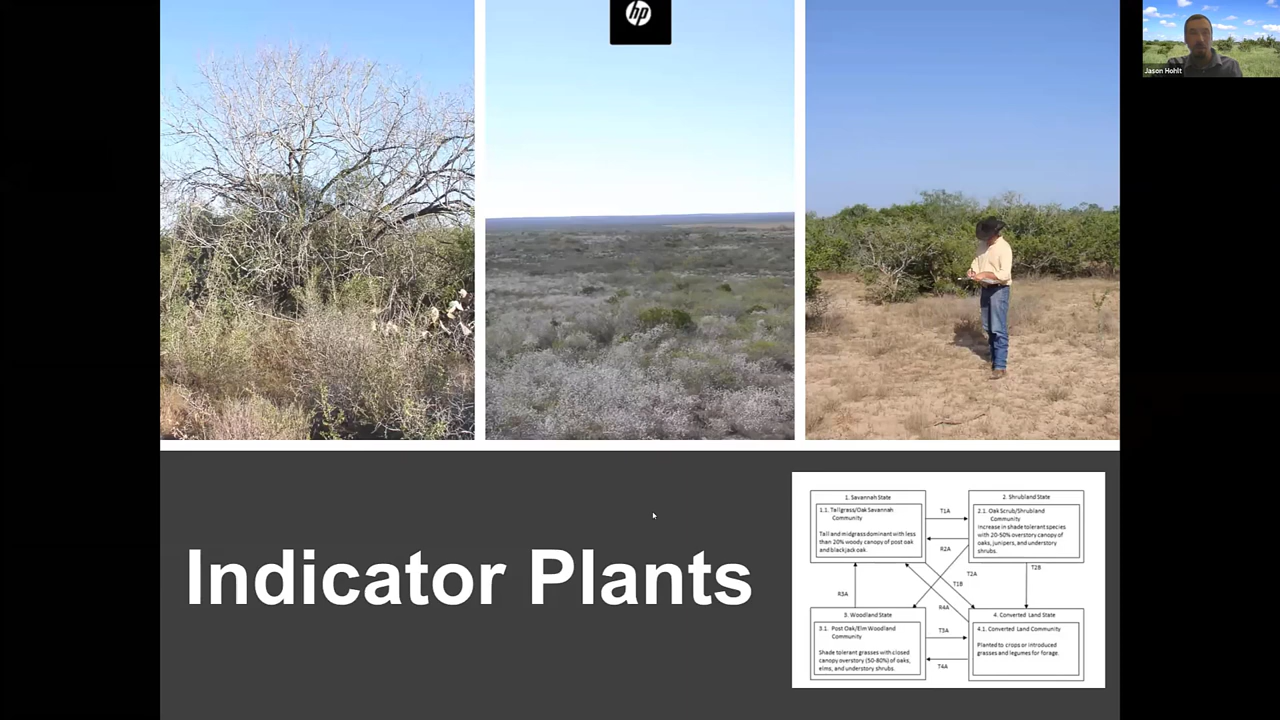 hp
Jason Hohlt
Indicator Plants
1. Savannah State
1.1. Tallgrass/Oak Savannah
Community
Tall and midgrass dominant with less
than 20% woody canopy of post oak
and blackjack oak.
T1A
R2A
2. Shrubland State
2.1. Oak Scrub/Shrubland
Community
Increase in shade tolerant species
with 20-50% overstory canopy of
oaks, junipers, and understory
shrubs.
R3A
T1B
T2A
R4A
T2B
3. Woodland State
3.1. Post Oak/Elm Woodland
Community
Shade tolerant grasses with closed
canopy overstory (50-80%) of oaks,
elms, and understory shrubs.
T3A
T4A
4. Converted Land State
4.1. Converted Land Community
Planted to crops or introduced
grasses and legumes for forage.